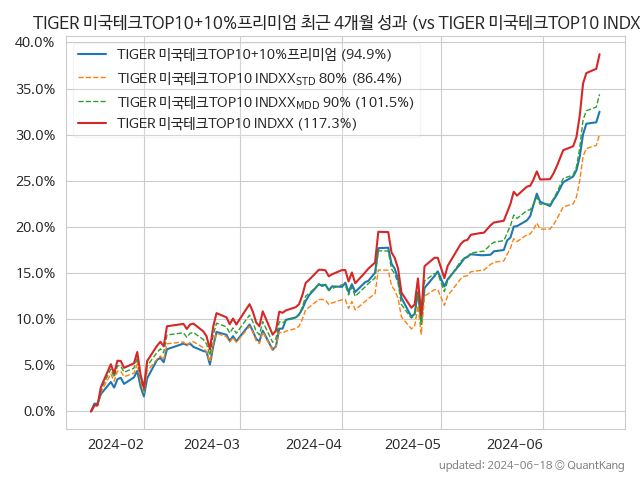 TIGER 미국테크TOP10+10%프리미엄 최근 4개월 성과 (vs TIGER 미국테크TOP10 INDX
40.0%
35.0%
30.0%
25.0%
20.0%
15.0%
10.0%
5.0%
0.0%
TIGER 미국테크TOP10+10%프리미엄 (94.9%)
TIGER 미국테크TOP10 INDXXSTD 80% (86.4%)
TIGER 미국테크TOP10 INDXXMDD 90% (101.5%)
TIGER 미국테크TOP10 INDXX (117.3%)
2024-02 2024-03 2024-04 2024-05 2024-06
updated: 2024-06-18 ⓒ QuantKang